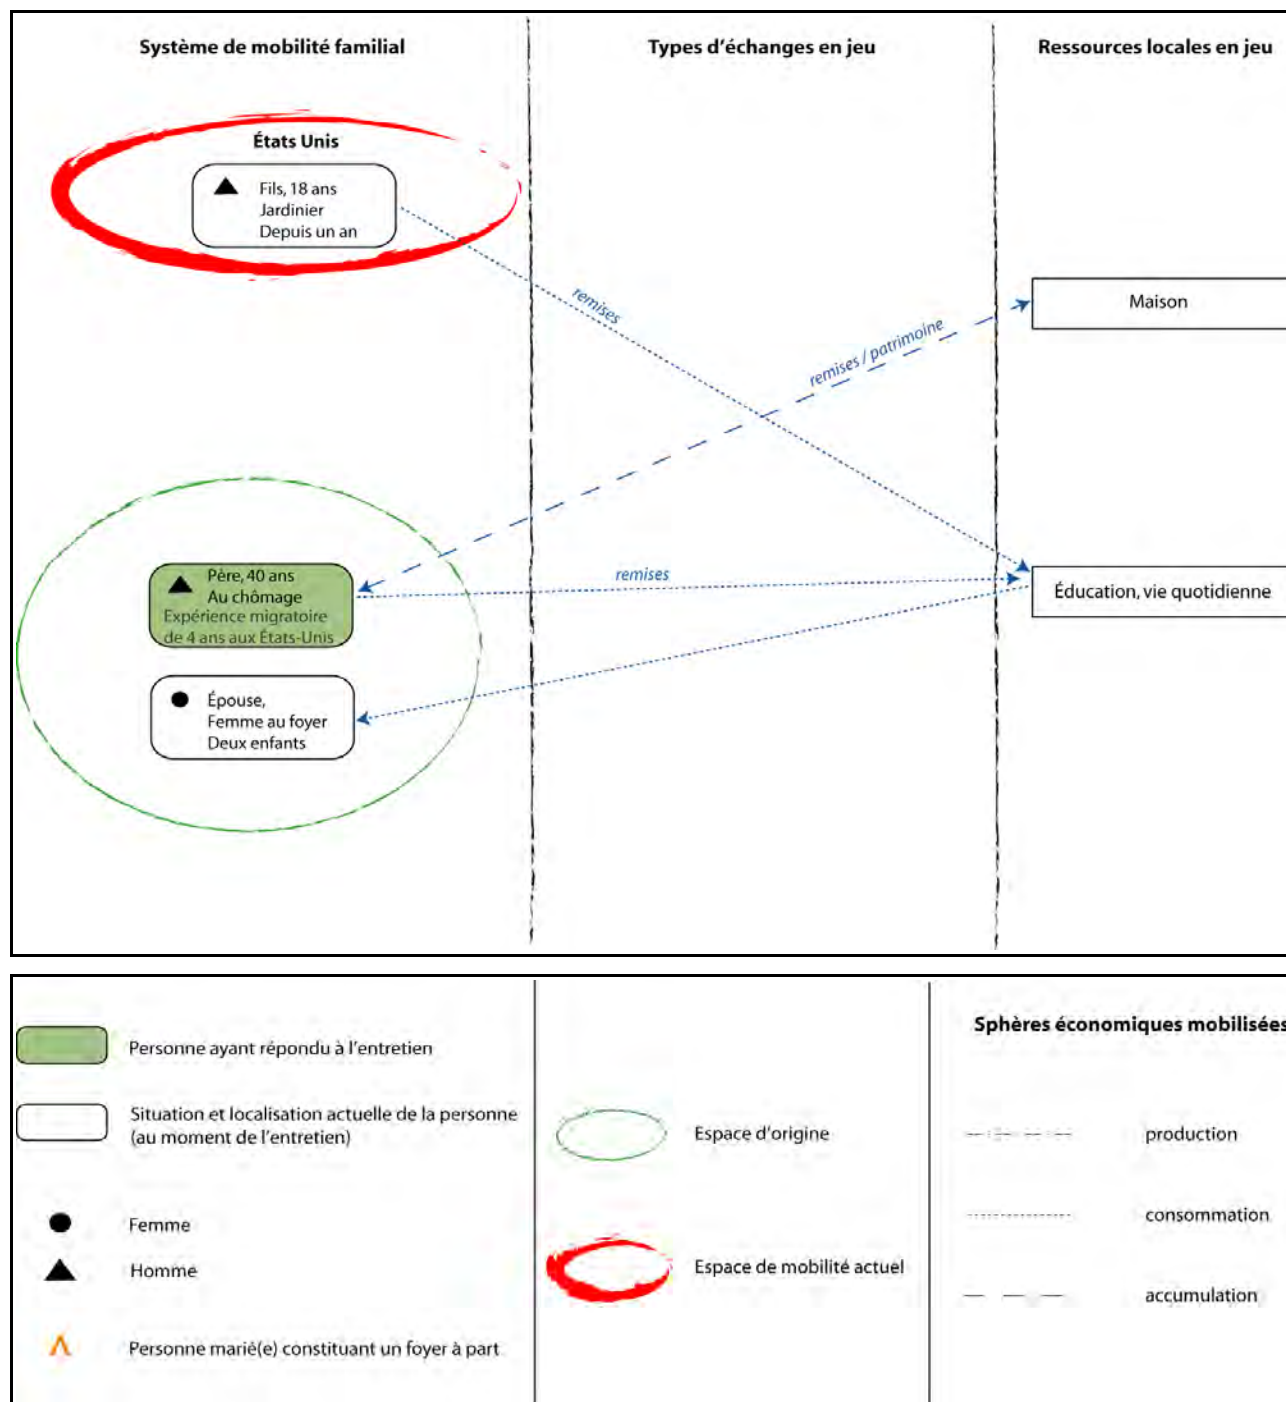 Système de mobilité familial
Types d'échanges en jeu
Ressources locales en jeu
États Unis
Fils, 18 ans
Jardinier
Depuis un an
remises
Maison
remises / patrimoine
Père, 40 ans
Au chômage
Expérience migratoire
de 4 ans aux États-Unis
remises
Éducation, vie quotidienne
Épouse,
Femme au foyer
Deux enfants
Personne ayant répondu à l'entretien
Situation et localisation actuelle de la personne
(au moment de l'entretien)
Femme
Homme
Personne marié(e) constituant un foyer à part
Espace d'origine
Espace de mobilité actuel
Sphères économiques mobilisées
production
consommation
accumulation